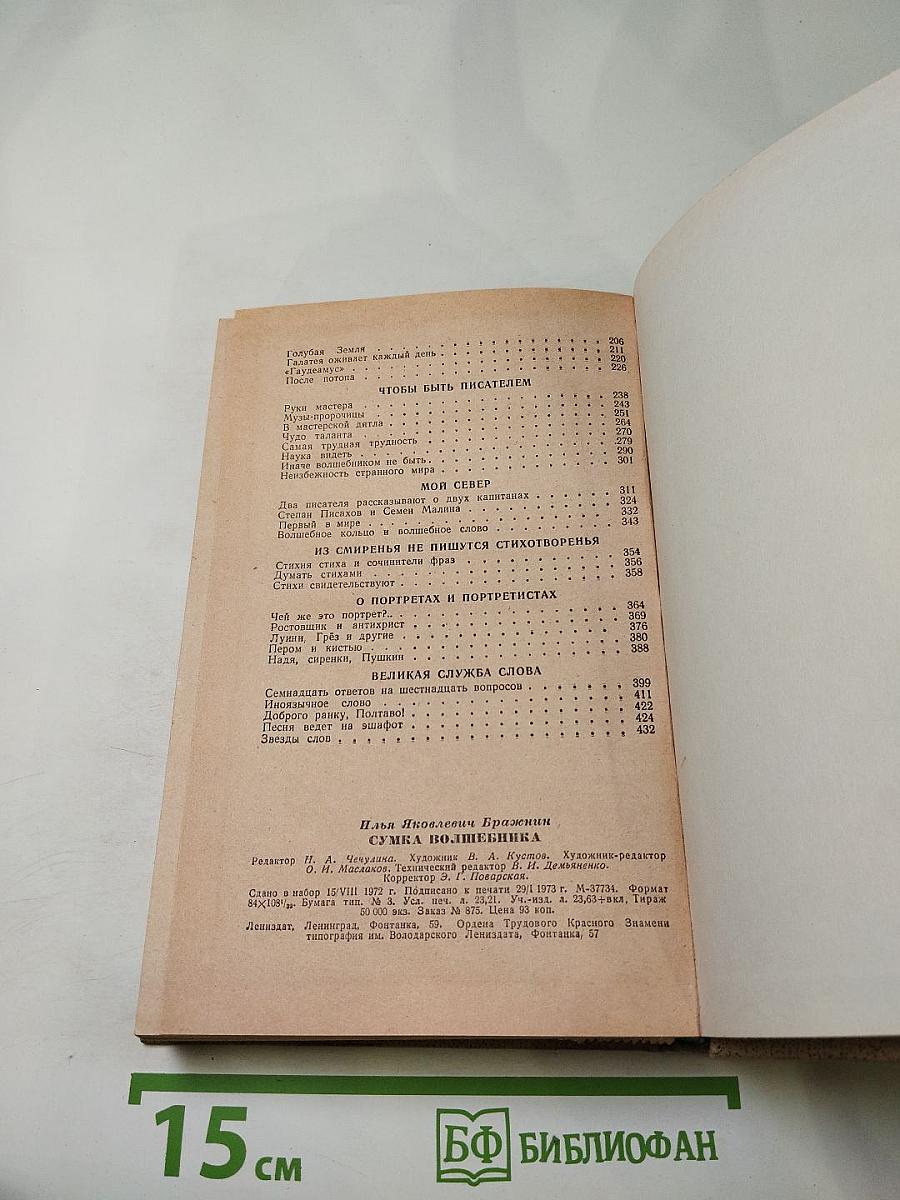 Голубая Земля . . . . . . . . . . . . . . . . 206
Галатея оживает каждый день . . . . . . . . . . . 211
«Гаудеамус» . . . . . . . . . . . . . . . . . 220
После потопа . . . . . . . . . . . . . . . . . 226
ЧТОБЫ БЫТЬ ПИСАТЕЛЕМ
Руки мастера . . . . . . . . . . . . . . . . . 238
Музы-пророчицы . . . . . . . . . . . . . . . . 243
В мастерской дятла . . . . . . . . . . . . . . . 251
Чудо таланта . . . . . . . . . . . . . . . . . 264
Самая трудная трудность . . . . . . . . . . . . . 270
Наука видеть . . . . . . . . . . . . . . . . . 279
Иначе волшебником не быть . . . . . . . . . . . . 290
Неизбежность странного мира . . . . . . . . . . . 301
МОЙ СЕВЕР
Два писателя рассказывают о двух капитанах . . . . . . 311
Степан Писахов и Семен Малина . . . . . . . . . . 324
Первый в мире . . . . . . . . . . . . . . . . . 332
Волшебное кольцо и волшебное слово . . . . . . . . 343
ИЗ СМИРЕНЬЯ НЕ ПИШУТСЯ СТИХОТВОРЕНЬЯ
Стихия стиха и сочинители фраз . . . . . . . . . . 354
Думать стихами . . . . . . . . . . . . . . . . 356
Стихи свидетельствуют . . . . . . . . . . . . . . 358
О ПОРТРЕТАХ И ПОРТРЕТИСТАХ
Чей же это портрет?.. . . . . . . . . . . . . . . 364
Ростовщик и антихрист . . . . . . . . . . . . . . 369
Луини, Грёз и другие . . . . . . . . . . . . . . 376
Пером и кистью . . . . . . . . . . . . . . . . 380
Надя, сиренки, Пушкин . . . . . . . . . . . . . . 388
ВЕЛИКАЯ СЛУЖБА СЛОВА
Семнадцать ответов на шестнадцать вопросов . . . . . . 399
Иноязычное слово . . . . . . . . . . . . . . . 411
Доброго ранку, Полтаво! . . . . . . . . . . . . . 422
Песня ведет на эшафот . . . . . . . . . . . . . . 424
Звезды слов . . . . . . . . . . . . . . . . . 432
Илья Яковлевич Бражнин
СУМКА ВОЛШЕБНИКА
Редактор Н. А. Чечулина. Художник В. А. Кустов. Художник-редактор
О. И. Маслаков. Технический редактор В. И. Демьяненко.
Корректор Э. Г. Поварская.
Сдано в набор 15/VIII 1972 г. Подписано к печати 29/I 1973 г. М-37734. Формат
84×108¹/₃₂. Бумага тип. № 3. Усл. печ. л. 23,21. Уч.-изд. л. 23,63+вкл. Тираж
50 000 экз. Заказ № 875. Цена 93 коп.
Лениздат, Ленинград, Фонтанка, 59. Ордена Трудового Красного Знамени
типография им. Володарского Лениздата, Фонтанка, 57
15 см
БФ БИБЛИОФАН